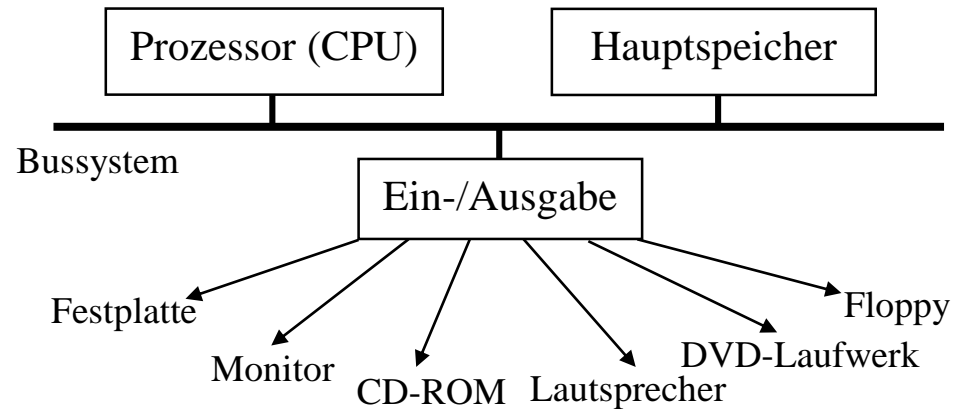 Prozessor (CPU)
Hauptspeicher
Bussystem
Ein-/Ausgabe
Festplatte
Monitor
CD-ROM
Lautsprecher
DVD-Laufwerk
Floppy